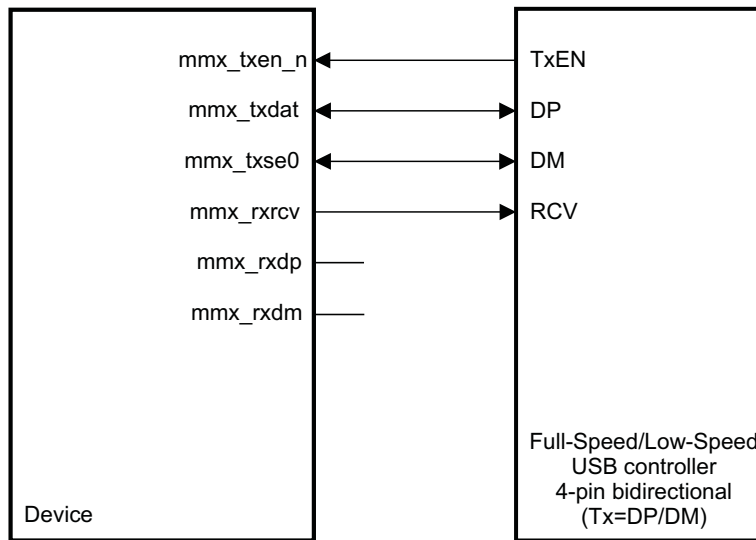 mmx_txen_n TxEN
mmx_txdat DP
mmx_txse0 DM
mmx_rxrcv RCV
mmx_rxdp
mmx_rxdm
Full-Speed/Low-Speed
USB controller
4-pin bidirectional
(Tx=DP/DM)
Device